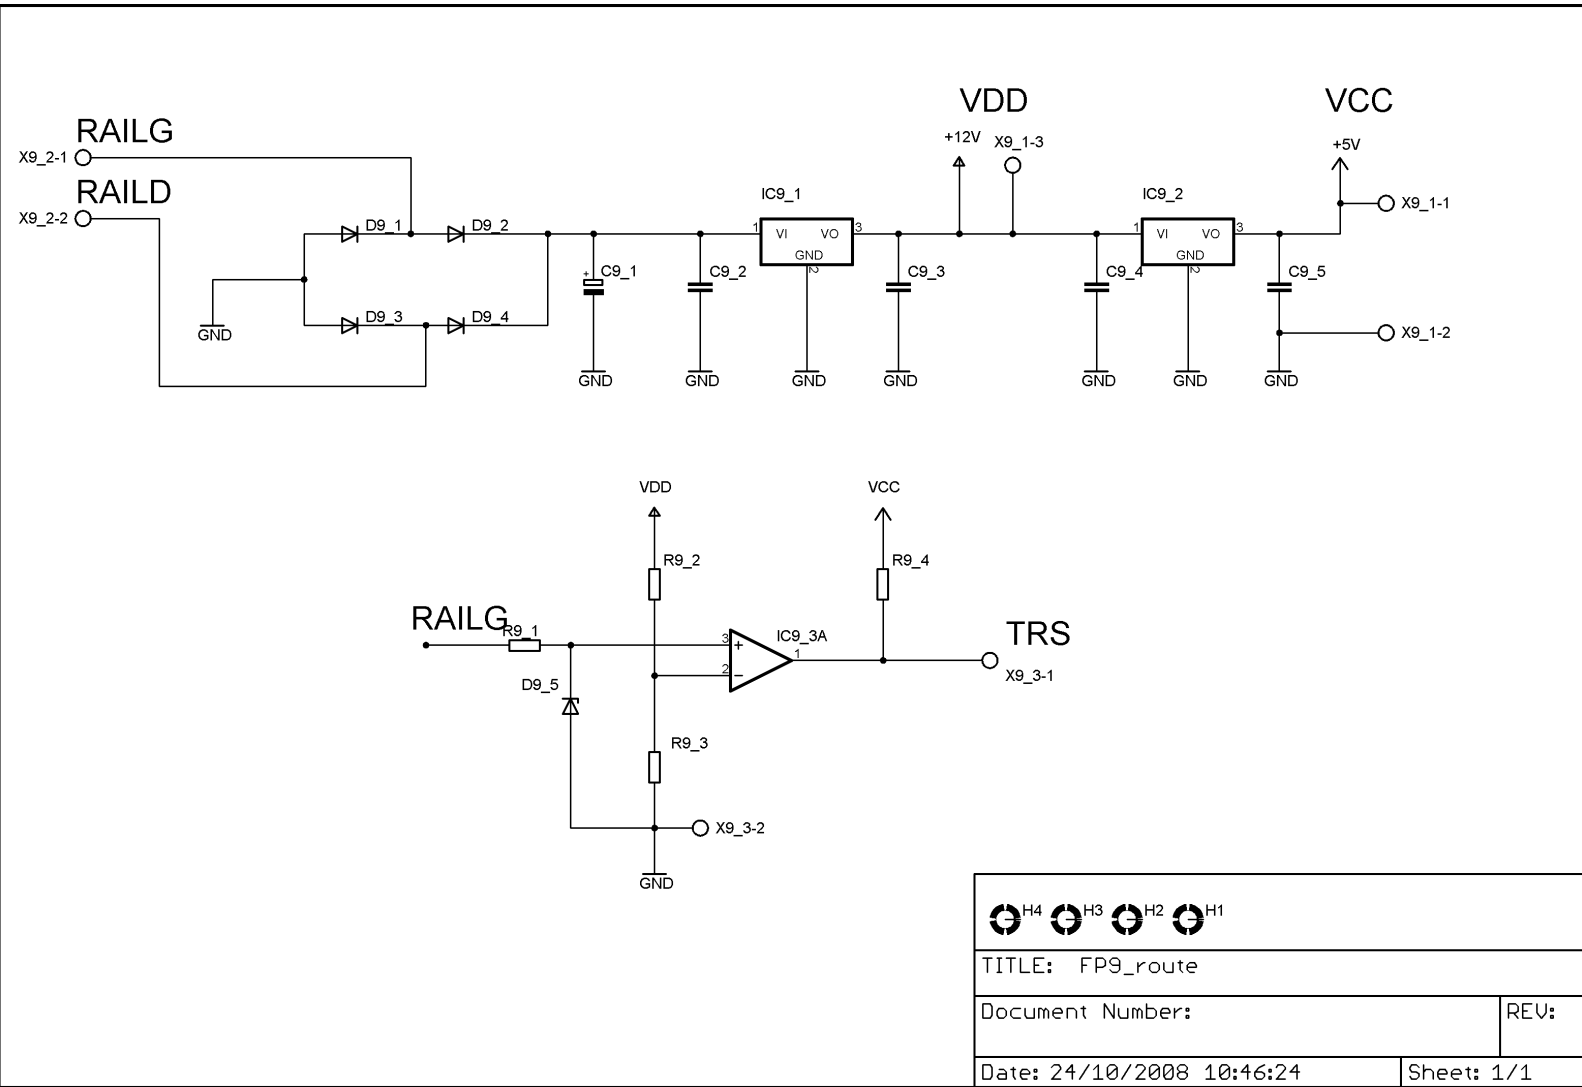 VDD
VCC
RAILG
+12V
X9_1-3
+5V
X9_2-1
RAILD
IC9_1
IC9_2
X9_1-1
X9_2-2
D9_1
D9_2
1
VI
VO
3
1
VI
VO
3
GND
2
GND
2
C9_1
+
C9_2
C9_3
C9_4
C9_5
D9_3
D9_4
X9_1-2
GND
GND
GND
GND
GND
GND
GND
GND
VDD
VCC
R9_2
R9_4
RAILG
R9_1
3
+
IC9_3A
1
TRS
2
−
X9_3-1
D9_5
R9_3
X9_3-2
GND
H4
H3
H2
H1
TITLE: FP9_route
Document Number:
REV:
Date: 24/10/2008 10:46:24
Sheet: 1/1